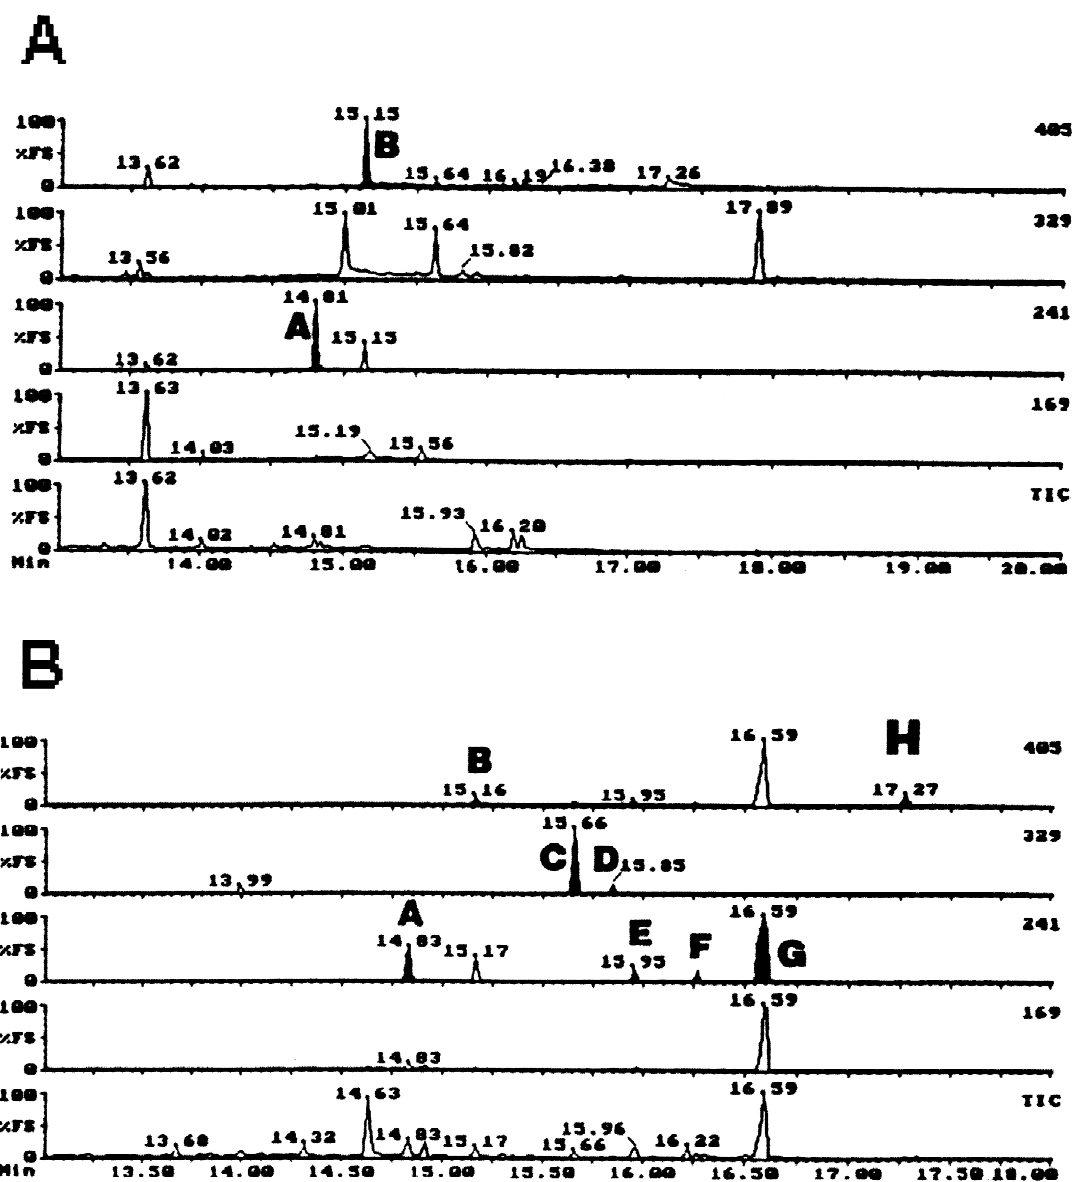 A
100 15.15 405
%FS B
13.62 15.64 16.19 16.38 17.26
0
100 15.01 17.89 329
%FS 15.64
13.56 15.82
0
100 14.81 241
%FS A 15.15
0 13.62
100 13.63 169
%FS 15.19 15.56
0 14.03
100 13.62 TIC
%FS 15.93 16.20
0 14.02 14.81
Min 14.00 15.00 16.00 17.00 18.00 19.00 20.00
B
100 16.59 H 405
%FS B
0 15.16 15.95 17.27
100 15.66 329
%FS C D 15.85
0 13.99
100 A 16.59 241
%FS 14.83 15.17 E F G
0 15.95
100 16.59 169
%FS
0 14.83
100 14.63 16.59 TIC
%FS 13.68 14.32 14.83 15.17 15.66 15.96 16.22
0
Min 13.50 14.00 14.50 15.00 15.50 16.00 16.50 17.00 17.50 18.00